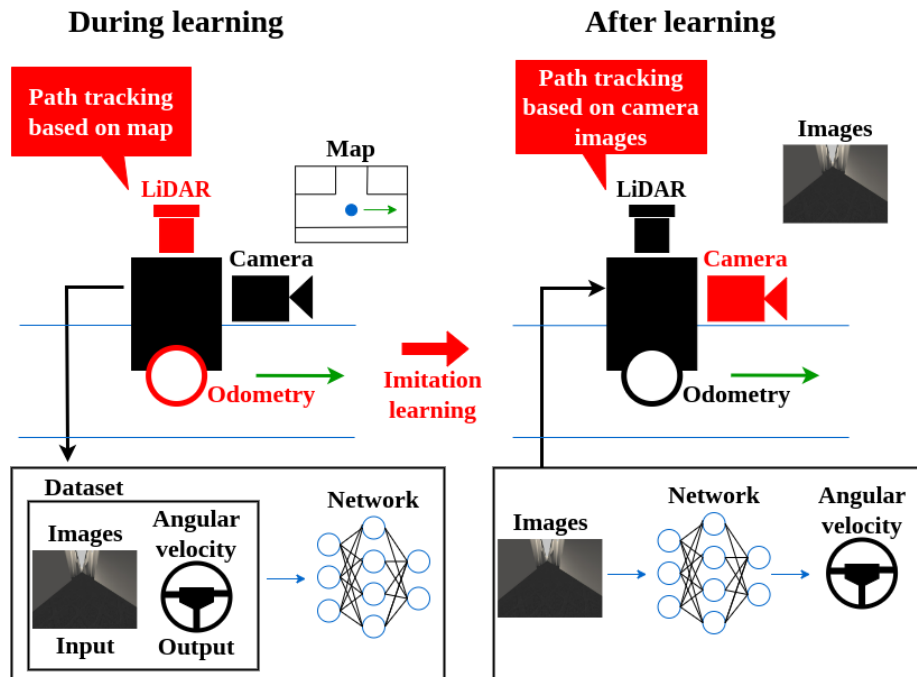 During learning
Path tracking
based on map
LiDAR
Map
Camera
Odometry
Dataset
Images
Input
Angular
velocity
Output
Network
Imitation
learning
After learning
Path tracking
based on camera
images
Images
LiDAR
Camera
Odometry
Images
Network
Angular
velocity